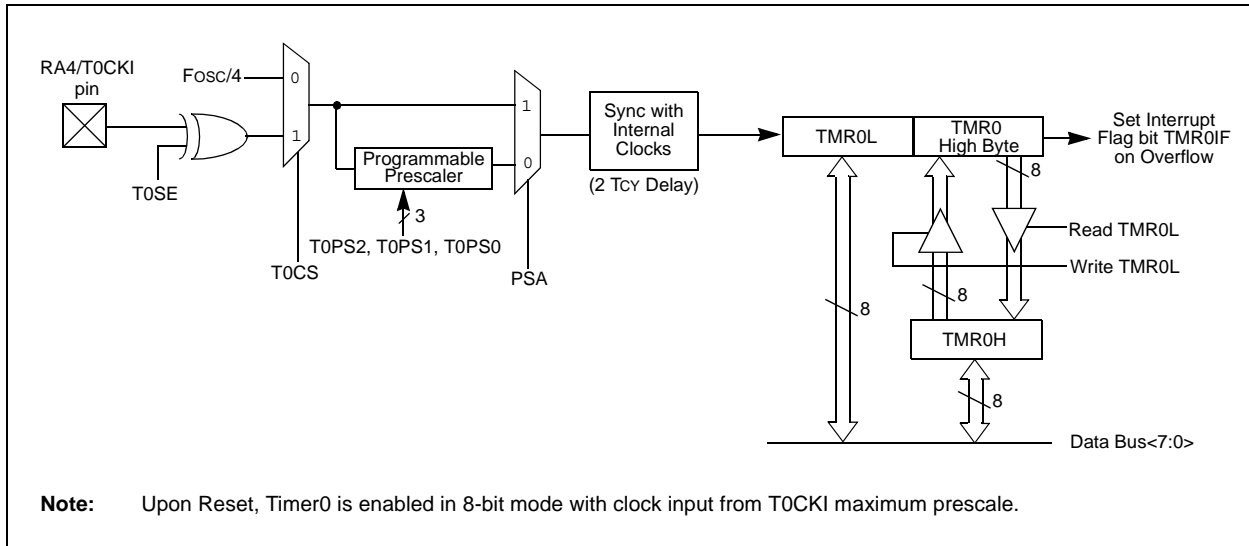 RA4/T0CKI
pin
FOSC/4
0
1
T0SE
T0CS
Programmable
Prescaler
3
T0PS2, T0PS1, T0PS0
1
0
PSA
Sync with
Internal
Clocks
(2 TCY Delay)
TMR0L
TMR0
High Byte
Set Interrupt
Flag bit TMR0IF
on Overflow
8
Read TMR0L
Write TMR0L
8
8
TMR0H
8
Data Bus<7:0>
Note: Upon Reset, Timer0 is enabled in 8-bit mode with clock input from T0CKI maximum prescale.